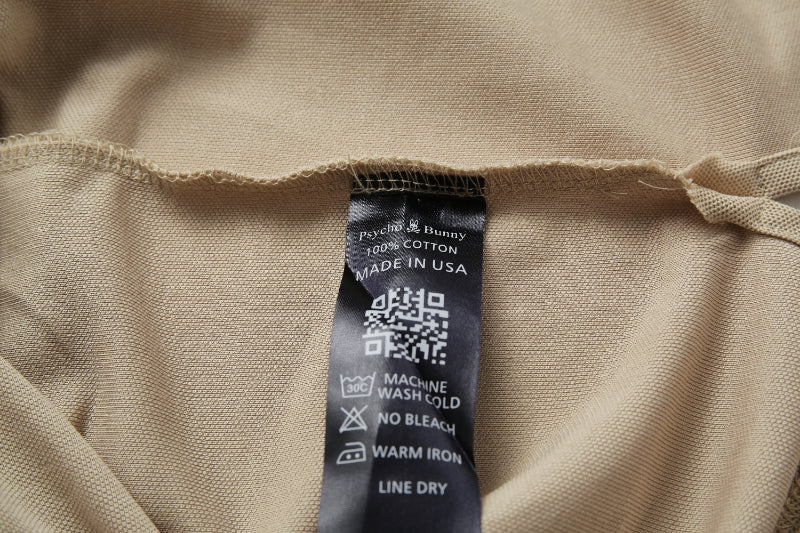 Psycho Bunny
100% COTTON
MADE IN USA
30C MACHINE
WASH COLD
NO BLEACH
WARM IRON
LINE DRY